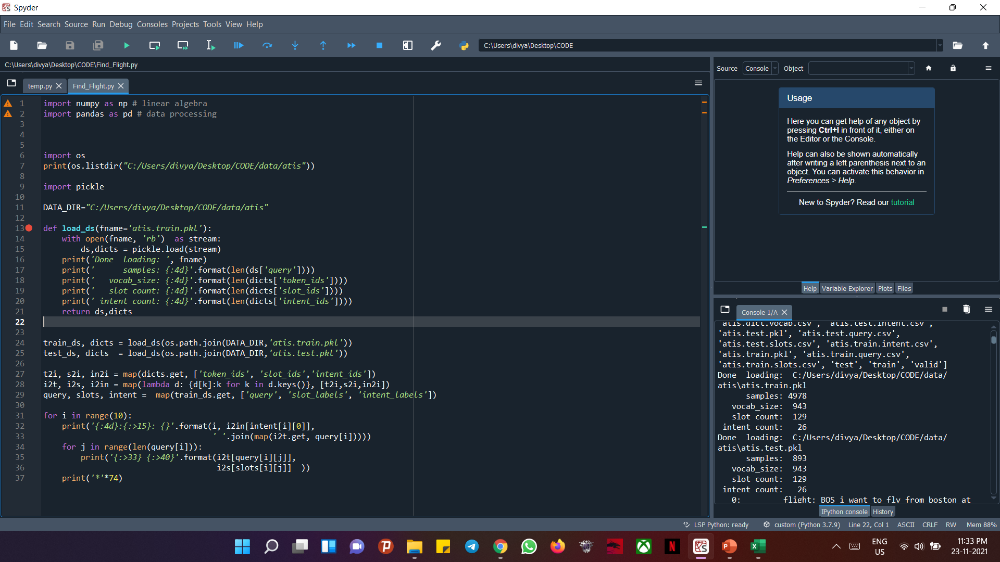 Spyder
File Edit Search Source Run Debug Consoles Projects Tools View Help
C:\Users\divya\Desktop\CODE
C:\Users\divya\Desktop\CODE\Find_Flight.py
temp.py
Find_Flight.py
1 import numpy as np # linear algebra
2 import pandas as pd # data processing
3
4
5
6 import os
7 print(os.listdir("C:/Users/divya/Desktop/CODE/data/atis"))
8
9 import pickle
10
11 DATA_DIR="C:/Users/divya/Desktop/CODE/data/atis"
12
13 def load_ds(fname='atis.train.pkl'):
14     with open(fname, 'rb')  as stream:
15         ds,dicts = pickle.load(stream)
16     print('Done  loading: ', fname)
17     print('      samples: {:4d}'.format(len(ds['query'])))
18     print('   vocab_size: {:4d}'.format(len(dicts['token_ids'])))
19     print('   slot count: {:4d}'.format(len(dicts['slot_ids'])))
20     print(' intent count: {:4d}'.format(len(dicts['intent_ids'])))
21     return ds,dicts
22
23
24 train_ds, dicts = load_ds(os.path.join(DATA_DIR,'atis.train.pkl'))
25 test_ds, dicts  = load_ds(os.path.join(DATA_DIR,'atis.test.pkl'))
26
27 t2i, s2i, in2i = map(dicts.get, ['token_ids', 'slot_ids','intent_ids'])
28 i2t, i2s, i2in = map(lambda d: {d[k]:k for k in d.keys()}, [t2i,s2i,in2i])
29 query, slots, intent =  map(train_ds.get, ['query', 'slot_labels', 'intent_labels'])
30
31 for i in range(10):
32     print('{:4d}:{:>15}: {}'.format(i, i2in[intent[i][0]],
33                                     ' '.join(map(i2t.get, query[i]))))
34     for j in range(len(query[i])):
35         print('{:>33} {:>40}'.format(i2t[query[i][j]],
36                                      i2s[slots[i][j]]  ))
37     print('*'*74)
Source Console Object
Usage
Here you can get help of any object by
pressing Ctrl+I in front of it, either on
the Editor or the Console.
Help can also be shown automatically
after writing a left parenthesis next to an
object. You can activate this behavior in
Preferences > Help.
New to Spyder? Read our tutorial
Help Variable Explorer Plots Files
Console 1/A
'atis.dict.vocab.csv', 'atis.test.intent.csv',
'atis.test.pkl', 'atis.test.query.csv',
'atis.test.slots.csv', 'atis.train.intent.csv',
'atis.train.pkl', 'atis.train.query.csv',
'atis.train.slots.csv', 'test', 'train', 'valid']
Done  loading:  C:/Users/divya/Desktop/CODE/data/
atis\atis.train.pkl
      samples: 4978
   vocab_size:  943
   slot count:  129
 intent count:   26
Done  loading:  C:/Users/divya/Desktop/CODE/data/
atis\atis.test.pkl
      samples:  893
   vocab_size:  943
   slot count:  129
 intent count:   26
   0:         flight: BOS i want to fly from boston at
IPython console History
LSP Python: ready custom (Python 3.7.9) Line 22, Col 1 ASCII CRLF RW Mem 88%
ENG
US
11:33 PM
23-11-2021